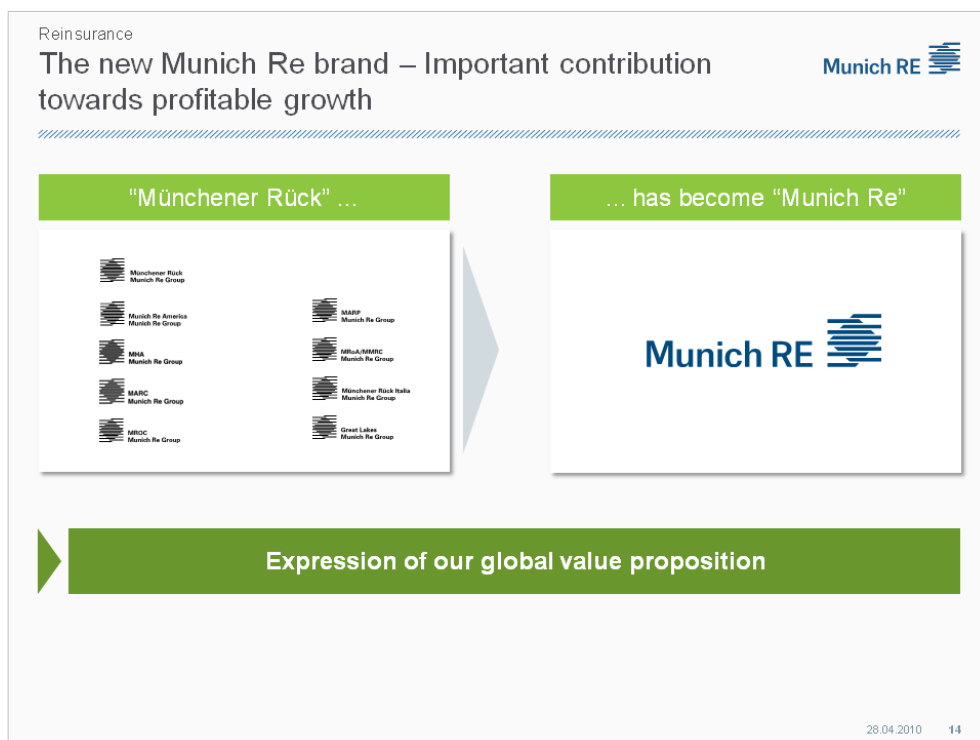 Reinsurance
The new Munich Re brand – Important contribution
towards profitable growth
Munich RE
“Münchener Rück” ...
... has become “Munich Re”
Münchener Rück
Munich Re Group
Munich Re America
Munich Re Group
MHA
Munich Re Group
MARC
Munich Re Group
MROC
Munich Re Group
MARP
Munich Re Group
MRoA/MMRC
Munich Re Group
Münchener Rück Italia
Munich Re Group
Great Lakes
Munich Re Group
Munich RE
Expression of our global value proposition
28.04.2010 14